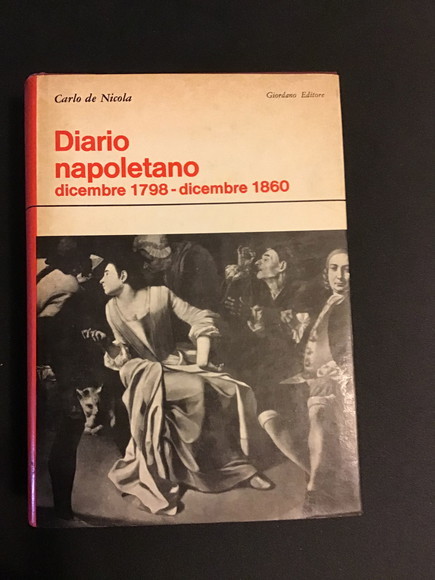 Carlo de Nicola
Giordano Editore
Diario
napoletano
dicembre 1798 - dicembre 1860